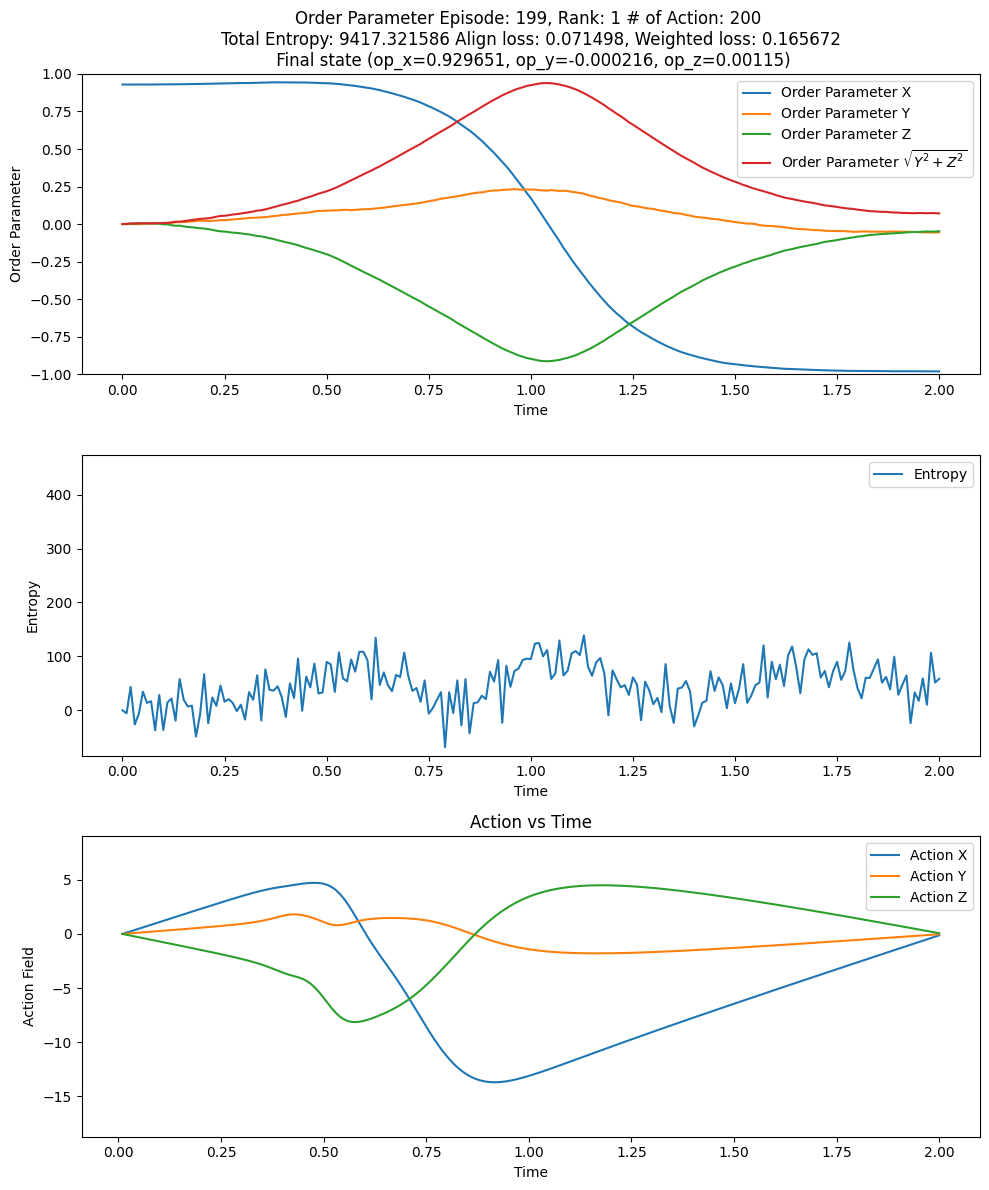 Order Parameter Episode: 199, Rank: 1 # of Action: 200
Total Entropy: 9417.321586 Align loss: 0.071498, Weighted loss: 0.165672
Final state (op_x=0.929651, op_y=-0.000216, op_z=0.00115)
Order Parameter
1.00
0.75
0.50
0.25
0.00
−0.25
−0.50
−0.75
−1.00
Order Parameter X
Order Parameter Y
Order Parameter Z
Order Parameter √Y² + Z²
0.00 0.25 0.50 0.75 1.00 1.25 1.50 1.75 2.00
Time
Entropy
400
300
200
100
0
Entropy
0.00 0.25 0.50 0.75 1.00 1.25 1.50 1.75 2.00
Time
Action vs Time
Action Field
5
0
−5
−10
−15
Action X
Action Y
Action Z
0.00 0.25 0.50 0.75 1.00 1.25 1.50 1.75 2.00
Time